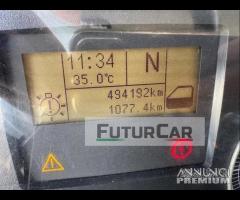 11:34 N
35.0°C
494192km
1077.4km
FUTURCAR
ANNUNCI
PREMIUM